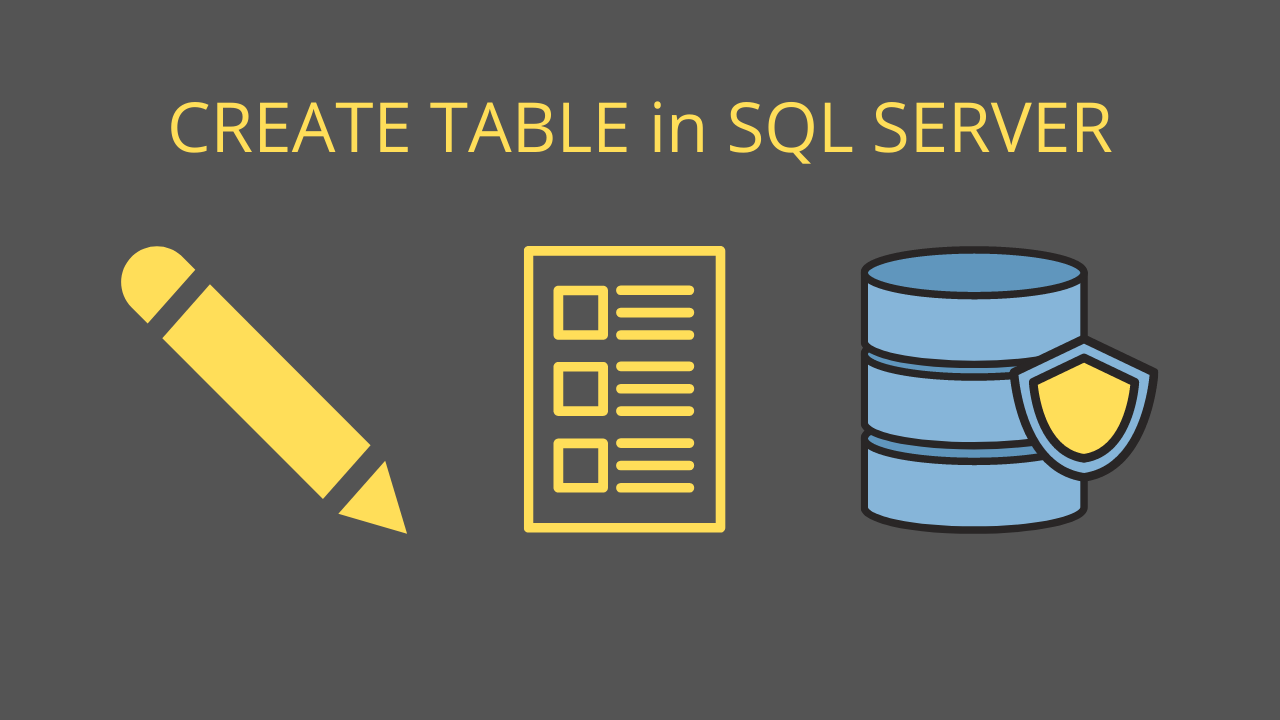 CREATE TABLE in SQL SERVER